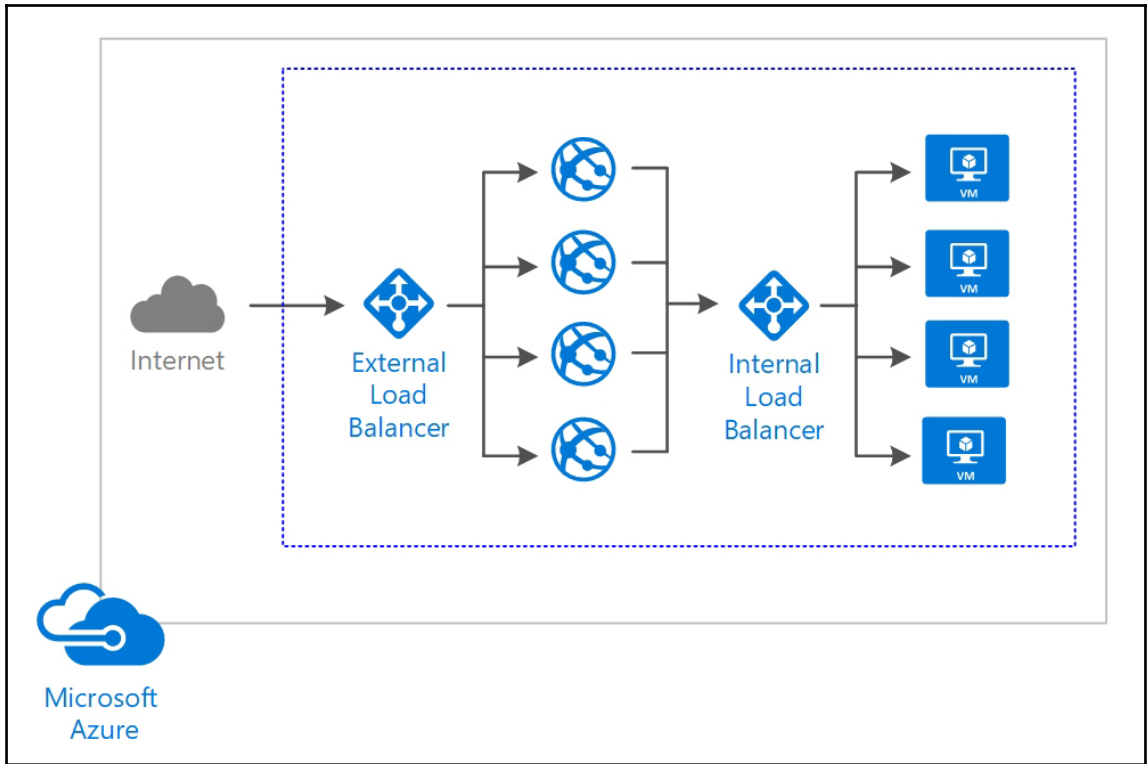 Internet
External
Load
Balancer
Internal
Load
Balancer
VM
VM
VM
VM
Microsoft
Azure